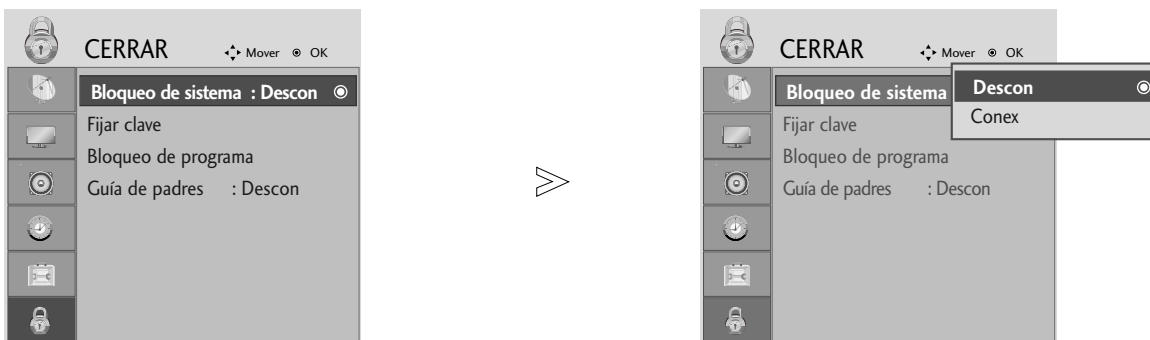 CERRAR Mover OK
Bloqueo de sistema : Descon
Fijar clave
Bloqueo de programa
Guía de padres : Descon
CERRAR Mover OK
Bloqueo de sistema
Descon
Conex
Fijar clave
Bloqueo de programa
Guía de padres : Descon